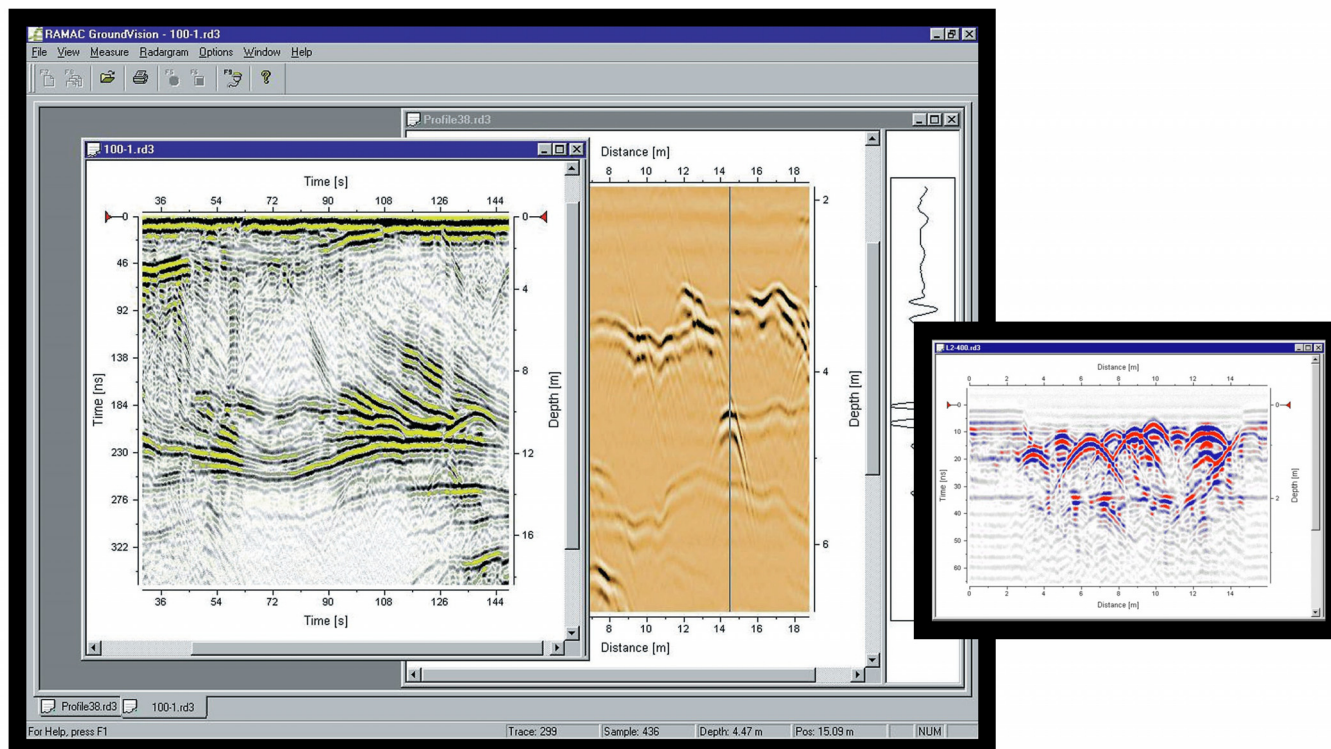 RAMAC GroundVision - 100-1.rd3
File View Measure Radargram Options Window Help
Profile38.rd3
Distance [m]
8 10 12 14 16 18
2
4
6
Depth [m]
8 10 12 14 16 18
Distance [m]
100-1.rd3
Time [s]
36 54 72 90 108 126 144
0
46
92
138
184
230
276
322
Time [ns]
0
4
8
12
16
Depth [m]
36 54 72 90 108 126 144
Time [s]
L2-400.rd3
Distance [m]
0 2 4 6 8 10 12 14
0
10
20
30
40
50
60
Time [ns]
0
2
Depth [m]
0 2 4 6 8 10 12 14
Distance [m]
Profile38.rd3 100-1.rd3
For Help, press F1 Trace: 299 Sample: 436 Depth: 4.47 m Pos: 15.09 m NUM